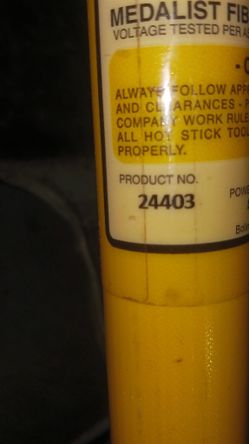 MEDALIST FIB
VOLTAGE TESTED PER A
- C
ALWAYS FOLLOW APP
AND CLEARANCES - P
COMPANY WORK RULE
ALL HOT STICK TOO
PROPERLY.
PRODUCT NO.
24403
POW